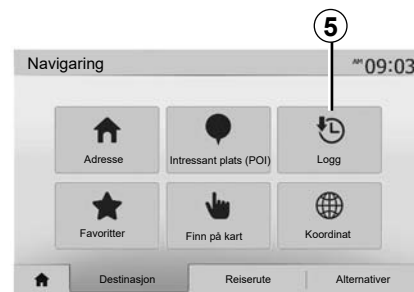 5
Navigaring
AM 09:03
Adresse
Intressant plats (POI)
Logg
Favoritter
Finn på kart
Koordinat
Destinasjon
Reiserute
Alternativer